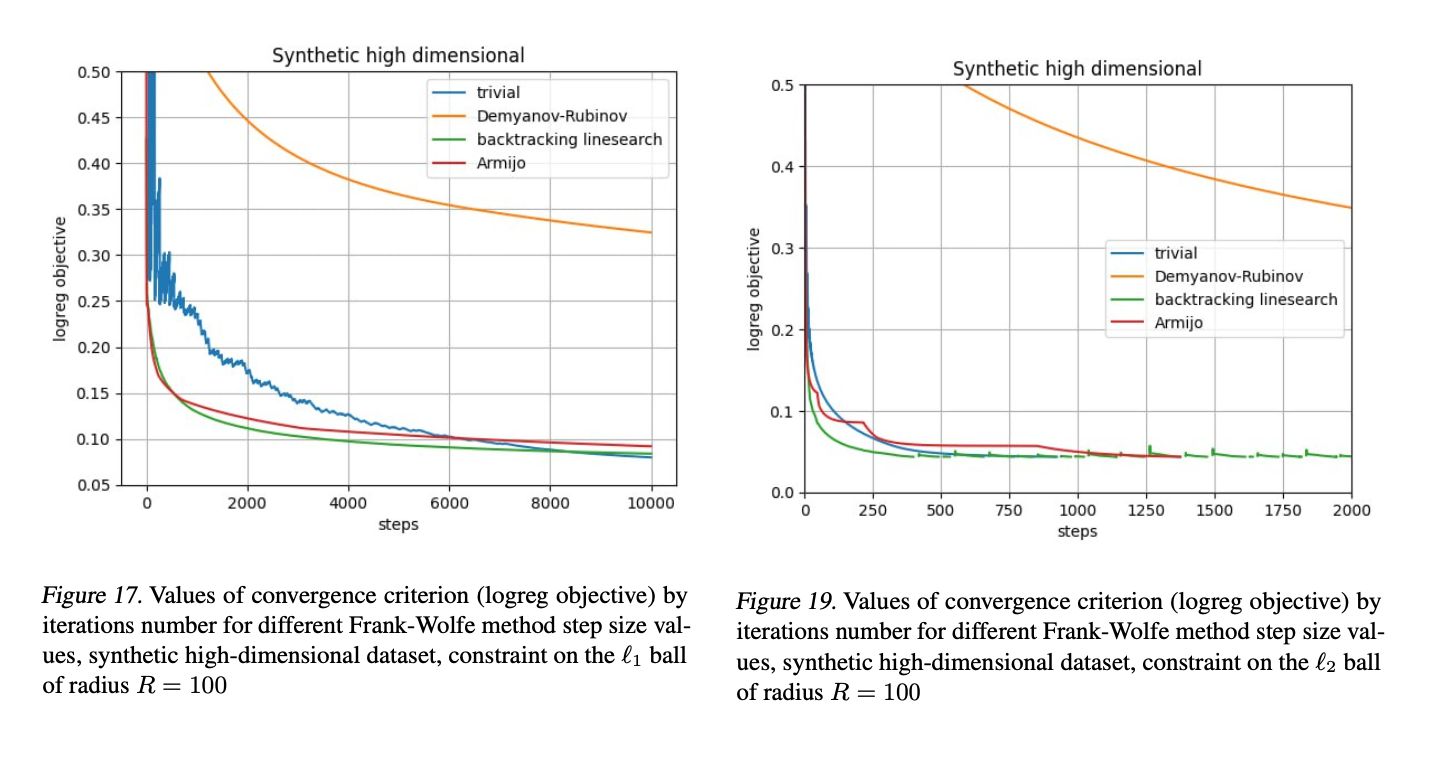 Synthetic high dimensional
0.50
0.45
0.40
0.35
0.30
0.25
0.20
0.15
0.10
0.05
logreg objective
trivial
Demyanov-Rubinov
backtracking linesearch
Armijo
0 2000 4000 6000 8000 10000
steps
Figure 17. Values of convergence criterion (logreg objective) by
iterations number for different Frank-Wolfe method step size val-
ues, synthetic high-dimensional dataset, constraint on the ℓ1 ball
of radius R = 100
Synthetic high dimensional
0.5
0.4
0.3
0.2
0.1
0.0
logreg objective
trivial
Demyanov-Rubinov
backtracking linesearch
Armijo
0 250 500 750 1000 1250 1500 1750 2000
steps
Figure 19. Values of convergence criterion (logreg objective) by
iterations number for different Frank-Wolfe method step size val-
ues, synthetic high-dimensional dataset, constraint on the ℓ2 ball
of radius R = 100